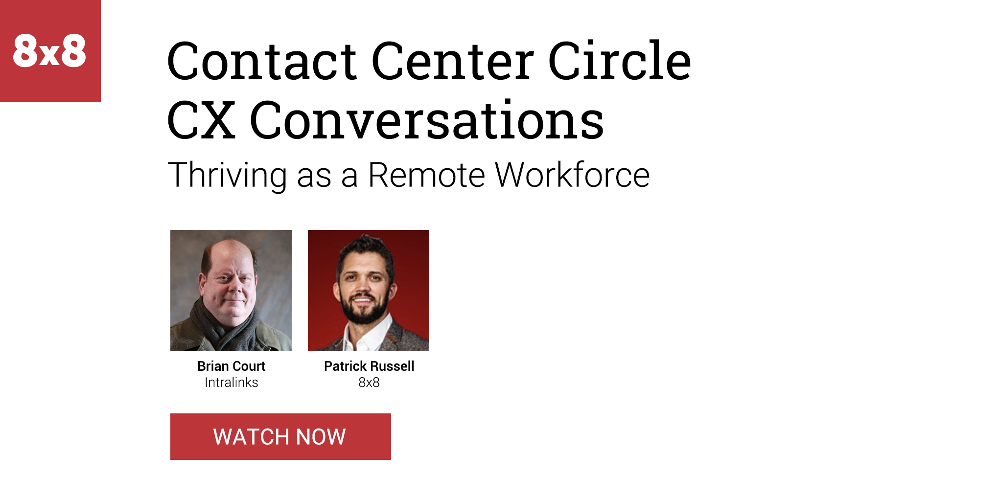 8x8
Contact Center Circle
CX Conversations
Thriving as a Remote Workforce
Brian Court
Intralinks
Patrick Russell
8x8
WATCH NOW